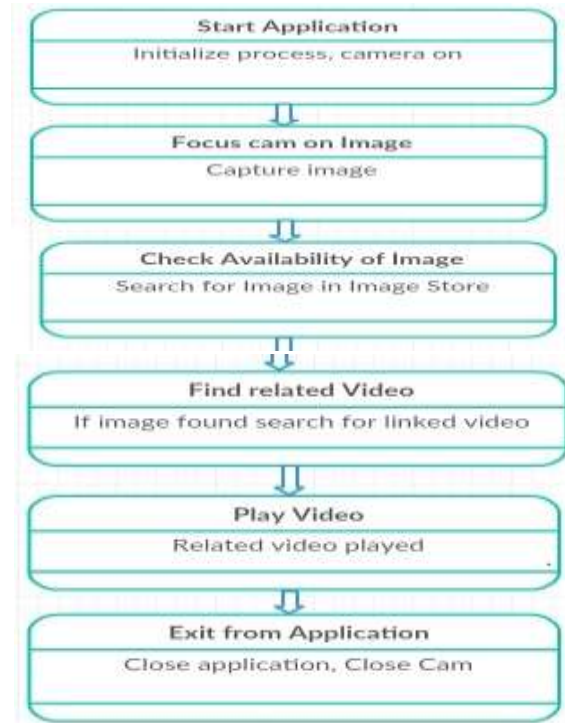 Start Application
Initialize process, camera on
Focus cam on Image
Capture image
Check Availability of Image
Search for Image in Image Store
Find related Video
If image found search for linked video
Play Video
Related video played
Exit from Application
Close application, Close Cam